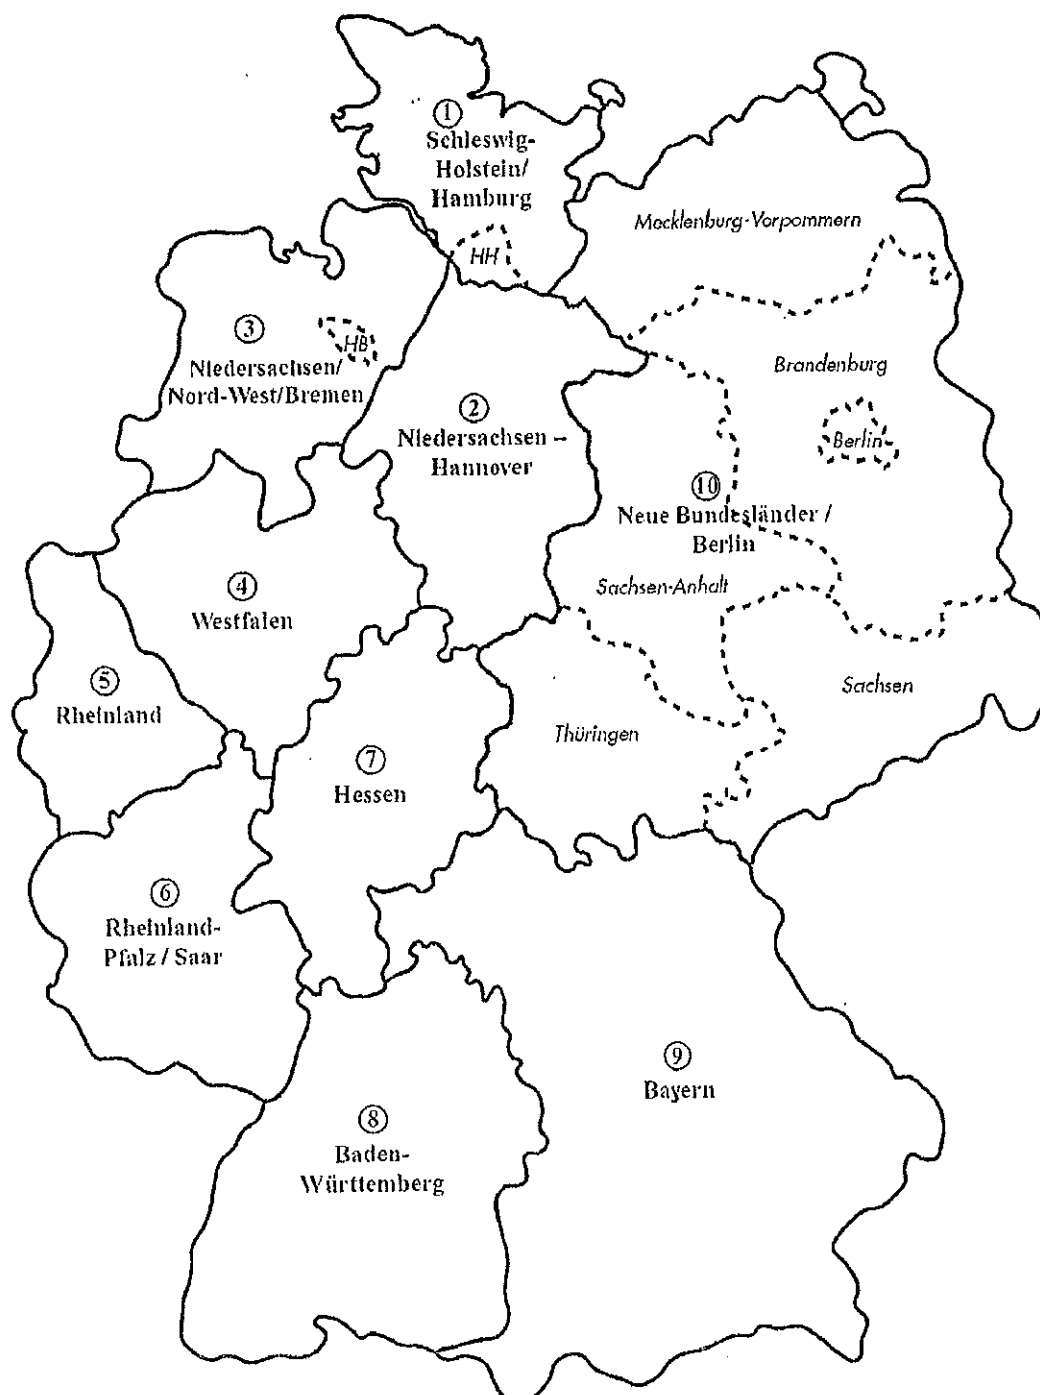 ①
Schleswig-
Holstein/
Hamburg
HH
Mecklenburg-Vorpommern
③
Niedersachsen/
Nord-West/Bremen
HB
②
Niedersachsen –
Hannover
Brandenburg
Berlin
⑩
Neue Bundesländer /
Berlin
Sachsen-Anhalt
④
Westfalen
⑤
Rheinland
Sachsen
Thüringen
⑦
Hessen
⑥
Rheinland-
Pfalz / Saar
⑨
Bayern
⑧
Baden-
Württemberg